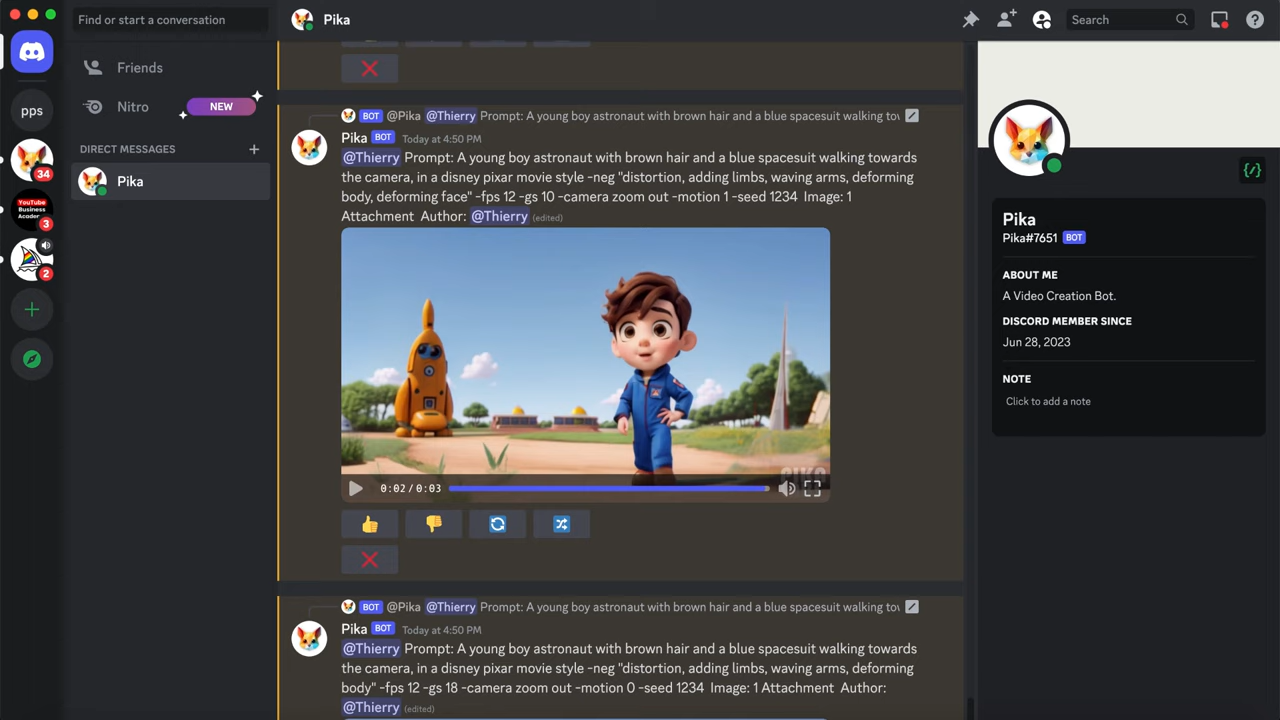 Find or start a conversation
Pika
Search
Friends
Nitro
NEW
DIRECT MESSAGES
Pika
pps
34
YouTube
Business
3
2
BOT @Pika @Thierry Prompt: A young boy astronaut with brown hair and a blue spacesuit walking tov
Pika BOT Today at 4:50 PM
@Thierry Prompt: A young boy astronaut with brown hair and a blue spacesuit walking towards
the camera, in a disney pixar movie style -neg "distortion, adding limbs, waving arms, deforming
body, deforming face" -fps 12 -gs 10 -camera zoom out -motion 1 -seed 1234 Image: 1
Attachment Author: @Thierry (edited)
PIKA
0:02 / 0:03
BOT @Pika @Thierry Prompt: A young boy astronaut with brown hair and a blue spacesuit walking tov
Pika BOT Today at 4:50 PM
@Thierry Prompt: A young boy astronaut with brown hair and a blue spacesuit walking towards
the camera, in a disney pixar movie style -neg "distortion, adding limbs, waving arms, deforming
body" -fps 12 -gs 18 -camera zoom out -motion 0 -seed 1234 Image: 1 Attachment Author:
@Thierry (edited)
Pika
Pika#7651 BOT
ABOUT ME
A Video Creation Bot.
DISCORD MEMBER SINCE
Jun 28, 2023
NOTE
Click to add a note